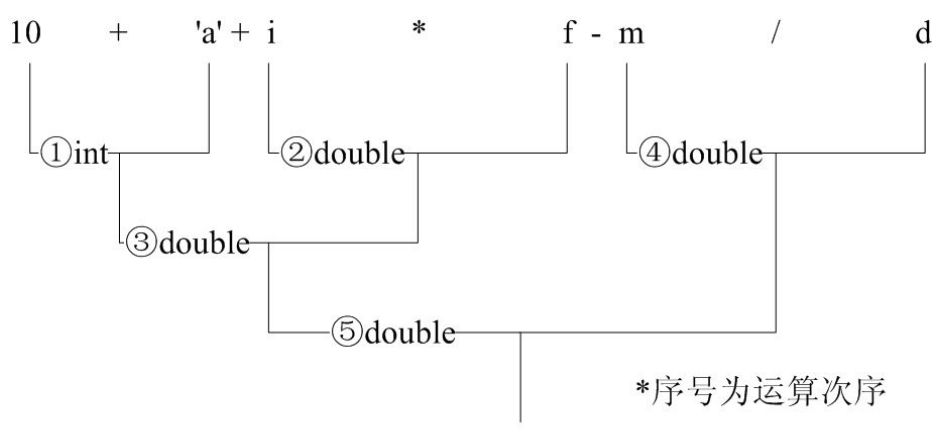 10 + 'a' + i * f - m / d
①int ②double ④double
③double
⑤double
*序号为运算次序